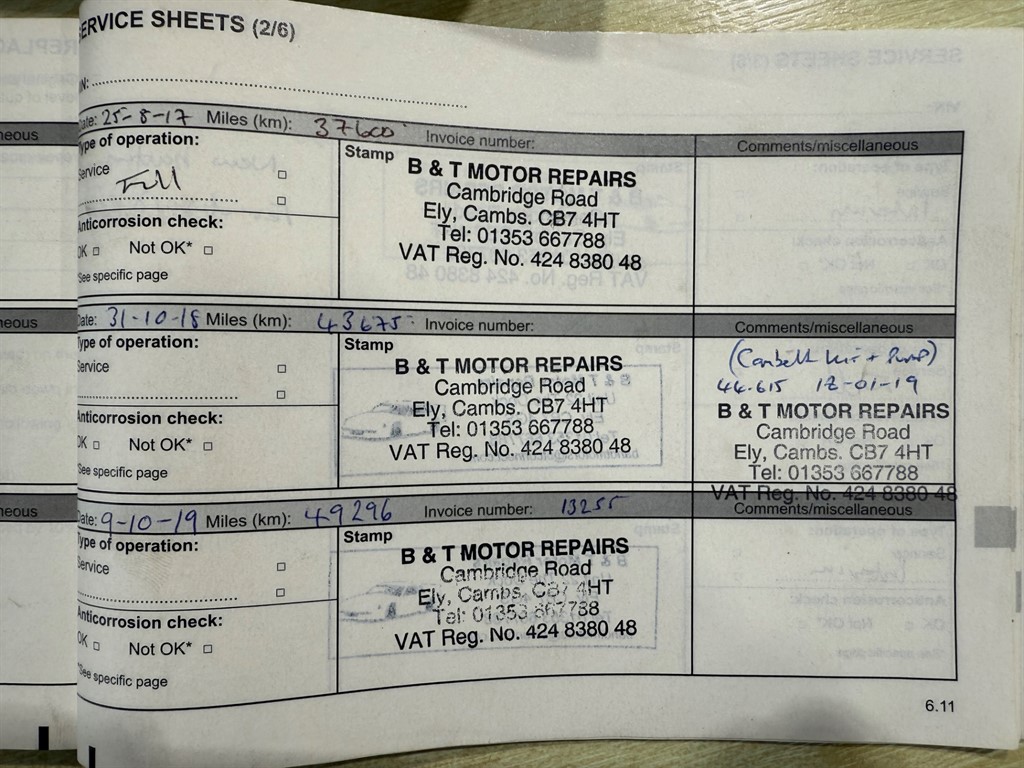 SERVICE SHEETS (2/6)
VIN:
Date: 25-8-17 Miles (km): 37600 Invoice number:
Comments/miscellaneous
Type of operation:
Service
Full
Anticorrosion check:
OK □ Not OK* □
*See specific page
Stamp
B & T MOTOR REPAIRS
Cambridge Road
Ely, Cambs. CB7 4HT
Tel: 01353 667788
VAT Reg. No. 424 8380 48
Date: 31-10-18 Miles (km): 43675 Invoice number:
Comments/miscellaneous
Type of operation:
Service
Anticorrosion check:
OK □ Not OK* □
*See specific page
Stamp
B & T MOTOR REPAIRS
Cambridge Road
Ely, Cambs. CB7 4HT
Tel: 01353 667788
VAT Reg. No. 424 8380 48
(Cambelt Kit + Pump)
44.615 18-01-19
B & T MOTOR REPAIRS
Cambridge Road
Ely, Cambs. CB7 4HT
Tel: 01353 667788
VAT Reg. No. 424 8380 48
Date: 9-10-19 Miles (km): 49296 Invoice number: 13255
Comments/miscellaneous
Type of operation:
Service
Anticorrosion check:
OK □ Not OK* □
*See specific page
Stamp
B & T MOTOR REPAIRS
Cambridge Road
Ely, Cambs. CB7 4HT
Tel: 01353 667788
VAT Reg. No. 424 8380 48
6.11
neous
neous
neous